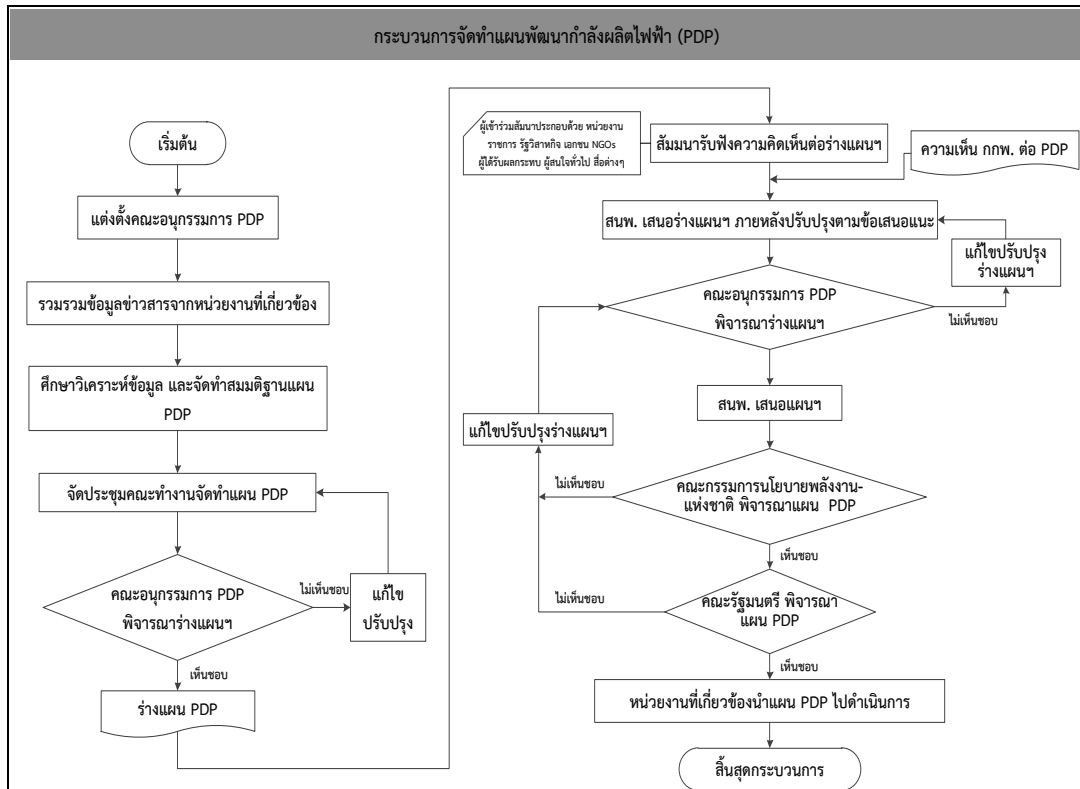 กระบวนการจัดทำแผนพัฒนากำลังผลิตไฟฟ้า (PDP)
เริ่มต้น
แต่งตั้งคณะอนุกรรมการ PDP
รวมรวมข้อมูลข่าวสารจากหน่วยงานที่เกี่ยวข้อง
ศึกษาวิเคราะห์ข้อมูล และจัดทำสมมติฐานแผน
PDP
จัดประชุมคณะทำงานจัดทำแผน PDP
คณะอนุกรรมการ PDP
พิจารณาร่างแผนฯ
ไม่เห็นชอบ
แก้ไข
ปรับปรุง
เห็นชอบ
ร่างแผน PDP
ผู้เข้าร่วมสัมนาประกอบด้วย หน่วยงาน
ราชการ รัฐวิสาหกิจ เอกชน NGOs
ผู้ได้รับผลกระทบ ผู้สนใจทั่วไป สื่อต่างๆ
สัมมนารับฟังความคิดเห็นต่อร่างแผนฯ
ความเห็น กกพ. ต่อ PDP
สนพ. เสนอร่างแผนฯ ภายหลังปรับปรุงตามข้อเสนอแนะ
แก้ไขปรับปรุง
ร่างแผนฯ
คณะอนุกรรมการ PDP
พิจารณาร่างแผนฯ
ไม่เห็นชอบ
สนพ. เสนอแผนฯ
แก้ไขปรับปรุงร่างแผนฯ
ไม่เห็นชอบ
คณะกรรมการนโยบายพลังงาน-
แห่งชาติ พิจารณาแผน PDP
เห็นชอบ
ไม่เห็นชอบ
คณะรัฐมนตรี พิจารณา
แผน PDP
เห็นชอบ
หน่วยงานที่เกี่ยวข้องนำแผน PDP ไปดำเนินการ
สิ้นสุดกระบวนการ